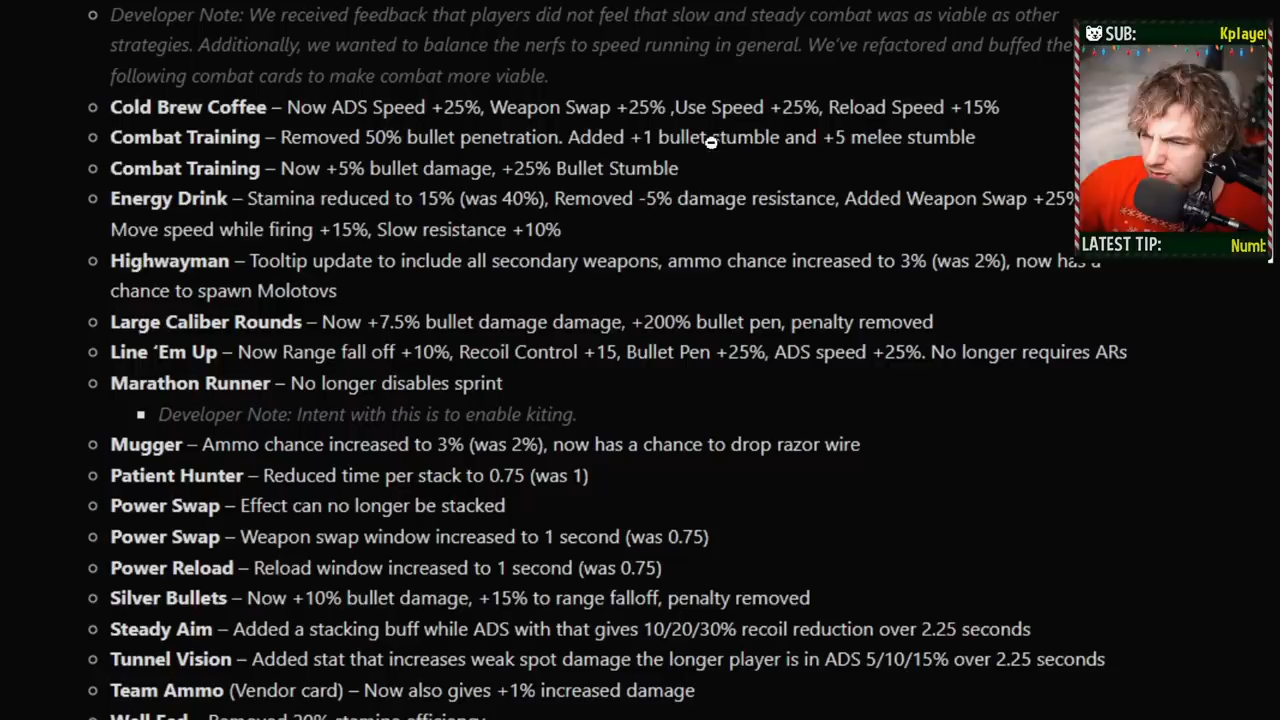 Developer Note: We received feedback that players did not feel that slow and steady combat was as viable as other
strategies. Additionally, we wanted to balance the nerfs to speed running in general. We've refactored and buffed the
following combat cards to make combat more viable.
Cold Brew Coffee – Now ADS Speed +25%, Weapon Swap +25% ,Use Speed +25%, Reload Speed +15%
Combat Training – Removed 50% bullet penetration. Added +1 bullet stumble and +5 melee stumble
Combat Training – Now +5% bullet damage, +25% Bullet Stumble
Energy Drink – Stamina reduced to 15% (was 40%), Removed -5% damage resistance, Added Weapon Swap +25%
Move speed while firing +15%, Slow resistance +10%
Highwayman – Tooltip update to include all secondary weapons, ammo chance increased to 3% (was 2%), now has a
chance to spawn Molotovs
Large Caliber Rounds – Now +7.5% bullet damage damage, +200% bullet pen, penalty removed
Line ‘Em Up – Now Range fall off +10%, Recoil Control +15, Bullet Pen +25%, ADS speed +25%. No longer requires ARs
Marathon Runner – No longer disables sprint
Developer Note: Intent with this is to enable kiting.
Mugger – Ammo chance increased to 3% (was 2%), now has a chance to drop razor wire
Patient Hunter – Reduced time per stack to 0.75 (was 1)
Power Swap – Effect can no longer be stacked
Power Swap – Weapon swap window increased to 1 second (was 0.75)
Power Reload – Reload window increased to 1 second (was 0.75)
Silver Bullets – Now +10% bullet damage, +15% to range falloff, penalty removed
Steady Aim – Added a stacking buff while ADS with that gives 10/20/30% recoil reduction over 2.25 seconds
Tunnel Vision – Added stat that increases weak spot damage the longer player is in ADS 5/10/15% over 2.25 seconds
Team Ammo (Vendor card) – Now also gives +1% increased damage
Well Fed – Removed 20% stamina efficiency
SUB: Kplaye
LATEST TIP: Numb